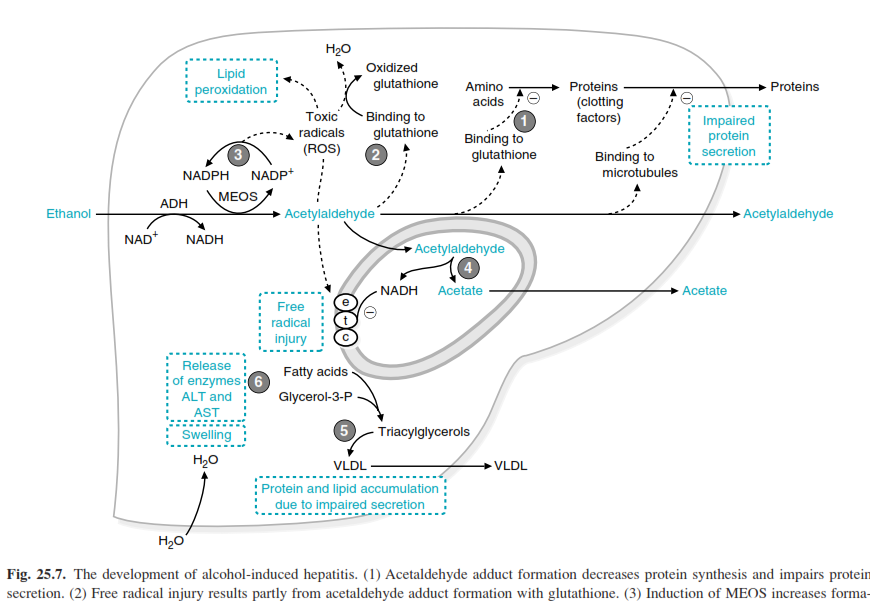 H2O
Oxidized
glutathione
Lipid
peroxidation
Amino
acids
Proteins
(clotting
factors)
Proteins
Toxic
radicals
(ROS)
Binding to
glutathione
1
Impaired
protein
secretion
2
3
Binding to
glutathione
Binding to
microtubules
NADPH
NADP+
MEOS
ADH
Ethanol
Acetylaldehyde
Acetylaldehyde
NAD+
NADH
Acetylaldehyde
4
NADH
Acetate
Acetate
Free
radical
injury
e
t
c
Release
of enzymes
ALT and
AST
6
Fatty acids
Glycerol-3-P
Swelling
5
Triacylglycerols
H2O
VLDL
VLDL
Protein and lipid accumulation
due to impaired secretion
H2O
Fig. 25.7. The development of alcohol-induced hepatitis. (1) Acetaldehyde adduct formation decreases protein synthesis and impairs protein
secretion. (2) Free radical injury results partly from acetaldehyde adduct formation with glutathione. (3) Induction of MEOS increases forma-